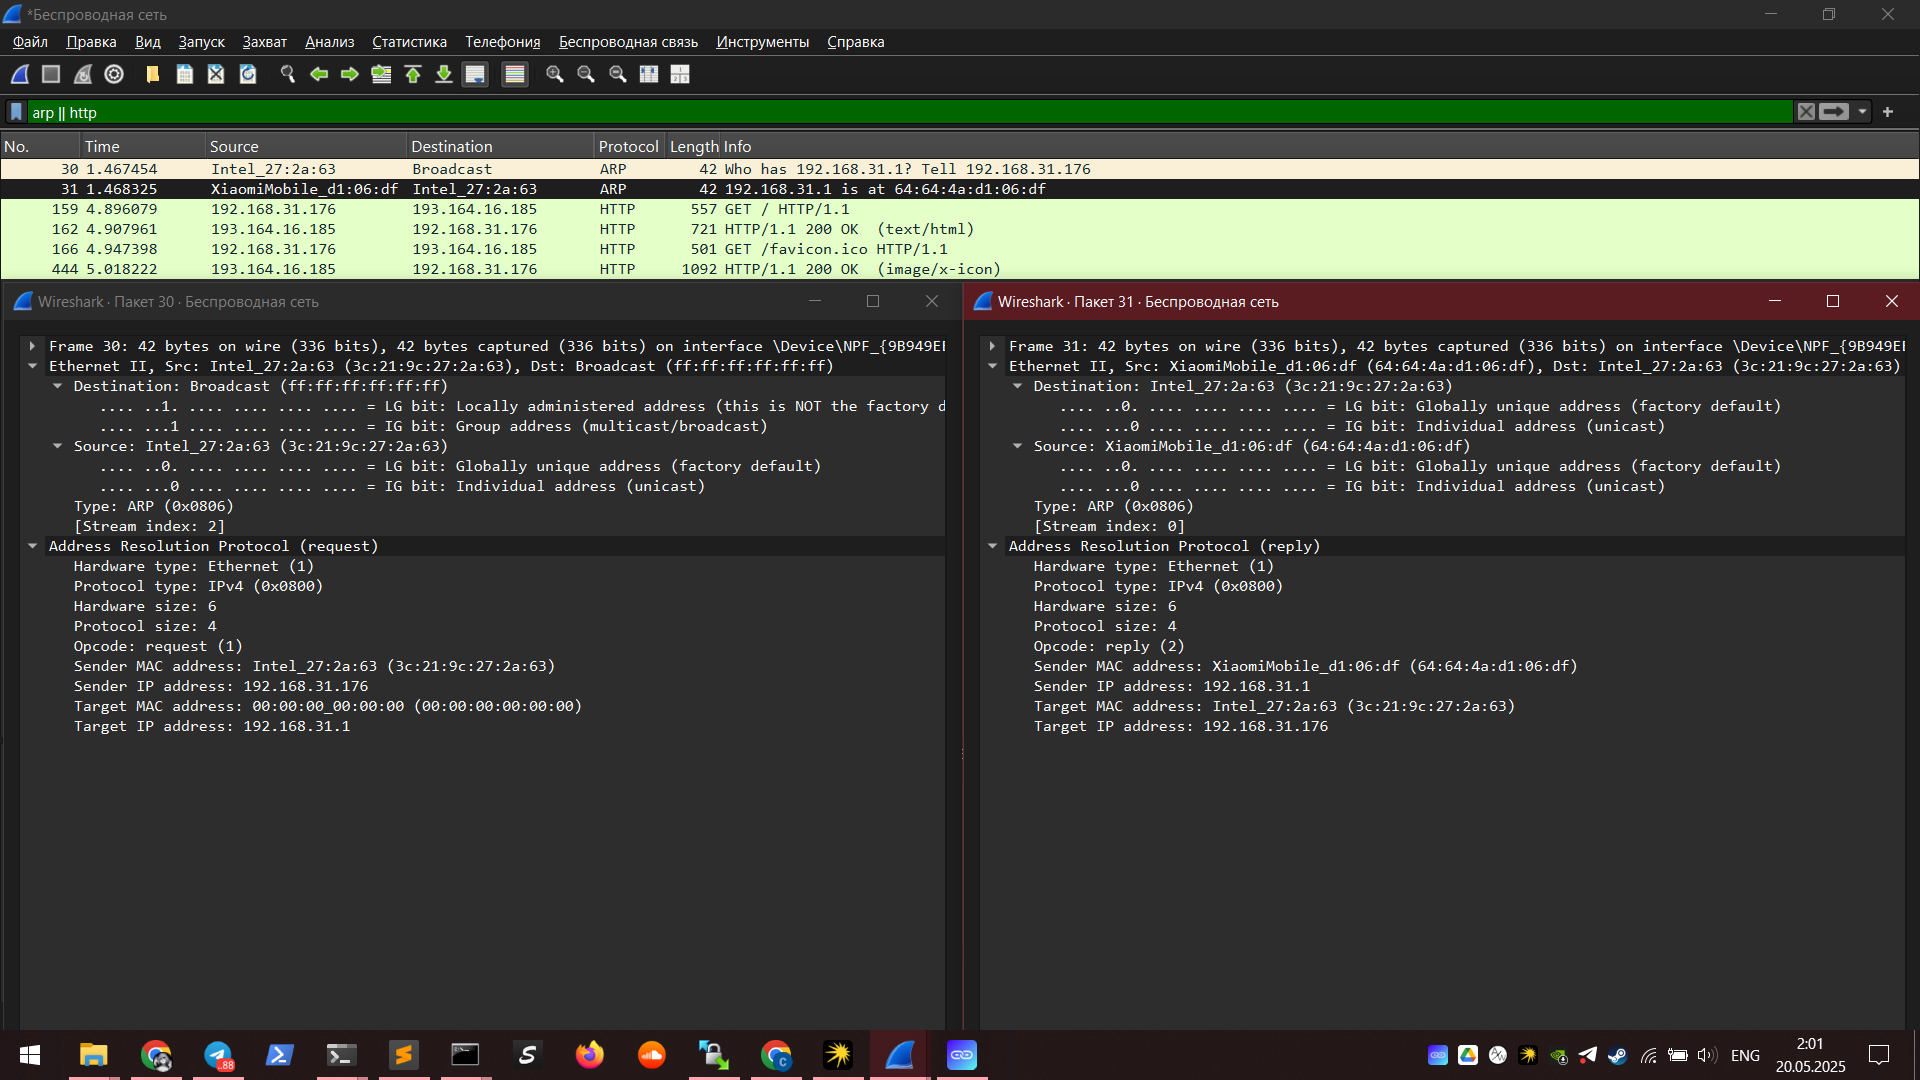 *Беспроводная сеть
Файл Правка Вид Запуск Захват Анализ Статистика Телефония Беспроводная связь Инструменты Справка
arp || http
No. Time Source Destination Protocol Length Info
30 1.467454 Intel_27:2a:63 Broadcast ARP 42 Who has 192.168.31.1? Tell 192.168.31.176
31 1.468325 XiaomiMobile_d1:06:df Intel_27:2a:63 ARP 42 192.168.31.1 is at 64:64:4a:d1:06:df
159 4.896079 192.168.31.176 193.164.16.185 HTTP 557 GET / HTTP/1.1
162 4.907961 193.164.16.185 192.168.31.176 HTTP 721 HTTP/1.1 200 OK (text/html)
166 4.947398 192.168.31.176 193.164.16.185 HTTP 501 GET /favicon.ico HTTP/1.1
444 5.018222 193.164.16.185 192.168.31.176 HTTP 1092 HTTP/1.1 200 OK (image/x-icon)
Wireshark · Пакет 30 · Беспроводная сеть
Frame 30: 42 bytes on wire (336 bits), 42 bytes captured (336 bits) on interface \Device\NPF_{9B949E
Ethernet II, Src: Intel_27:2a:63 (3c:21:9c:27:2a:63), Dst: Broadcast (ff:ff:ff:ff:ff:ff)
Destination: Broadcast (ff:ff:ff:ff:ff:ff)
.... ..1. .... .... .... .... = LG bit: Locally administered address (this is NOT the factory d
.... ...1 .... .... .... .... = IG bit: Group address (multicast/broadcast)
Source: Intel_27:2a:63 (3c:21:9c:27:2a:63)
.... ..0. .... .... .... .... = LG bit: Globally unique address (factory default)
.... ...0 .... .... .... .... = IG bit: Individual address (unicast)
Type: ARP (0x0806)
[Stream index: 2]
Address Resolution Protocol (request)
Hardware type: Ethernet (1)
Protocol type: IPv4 (0x0800)
Hardware size: 6
Protocol size: 4
Opcode: request (1)
Sender MAC address: Intel_27:2a:63 (3c:21:9c:27:2a:63)
Sender IP address: 192.168.31.176
Target MAC address: 00:00:00_00:00:00 (00:00:00:00:00:00)
Target IP address: 192.168.31.1
Wireshark · Пакет 31 · Беспроводная сеть
Frame 31: 42 bytes on wire (336 bits), 42 bytes captured (336 bits) on interface \Device\NPF_{9B949E
Ethernet II, Src: XiaomiMobile_d1:06:df (64:64:4a:d1:06:df), Dst: Intel_27:2a:63 (3c:21:9c:27:2a:63)
Destination: Intel_27:2a:63 (3c:21:9c:27:2a:63)
.... ..0. .... .... .... .... = LG bit: Globally unique address (factory default)
.... ...0 .... .... .... .... = IG bit: Individual address (unicast)
Source: XiaomiMobile_d1:06:df (64:64:4a:d1:06:df)
.... ..0. .... .... .... .... = LG bit: Globally unique address (factory default)
.... ...0 .... .... .... .... = IG bit: Individual address (unicast)
Type: ARP (0x0806)
[Stream index: 0]
Address Resolution Protocol (reply)
Hardware type: Ethernet (1)
Protocol type: IPv4 (0x0800)
Hardware size: 6
Protocol size: 4
Opcode: reply (2)
Sender MAC address: XiaomiMobile_d1:06:df (64:64:4a:d1:06:df)
Sender IP address: 192.168.31.1
Target MAC address: Intel_27:2a:63 (3c:21:9c:27:2a:63)
Target IP address: 192.168.31.176
.88
ENG
2:01
20.05.2025